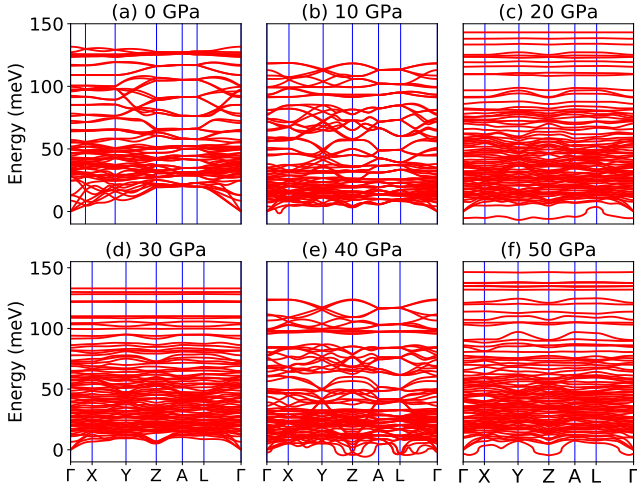 (a) 0 GPa (b) 10 GPa (c) 20 GPa
150
100
50
0
Energy (meV)
(d) 30 GPa (e) 40 GPa (f) 50 GPa
150
100
50
0
Energy (meV)
Γ X Y Z A L Γ Γ X Y Z A L Γ Γ X Y Z A L Γ